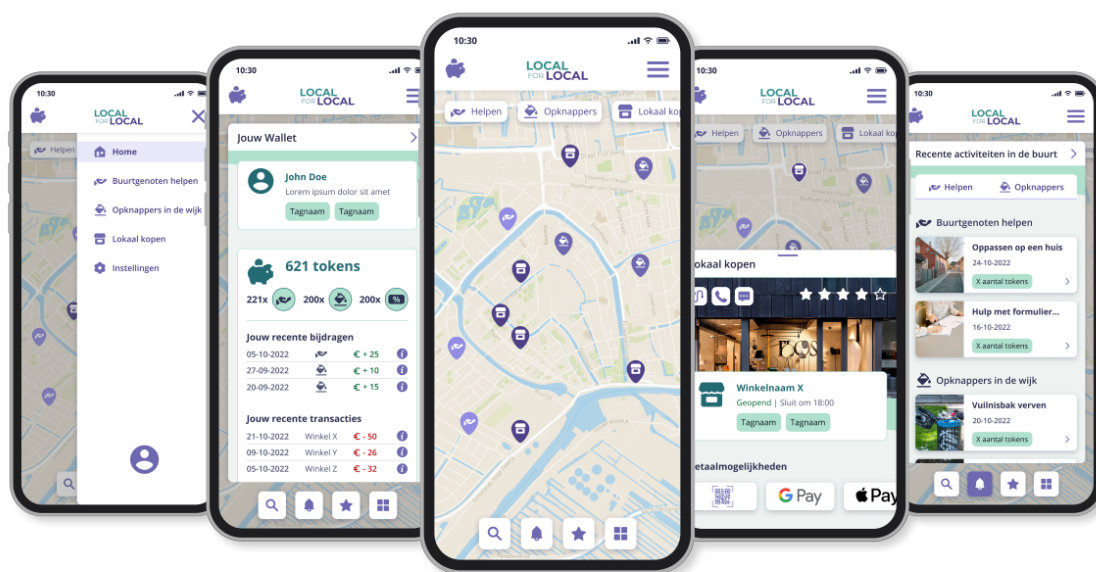 10:30
LOCAL
FOR LOCAL
Helpen
Home
Buurtgenoten helpen
Opknappers in de wijk
Lokaal kopen
Instellingen
10:30
LOCAL
FOR LOCAL
Jouw Wallet
John Doe
Lorem ipsum dolor sit amet
Tagnaam Tagnaam
621 tokens
221x 200x 200x %
Jouw recente bijdragen
05-10-2022 € + 25
27-09-2022 € + 10
20-09-2022 € + 15
Jouw recente transacties
21-10-2022 Winkel X € - 50
09-10-2022 Winkel Y € - 26
05-10-2022 Winkel Z € - 32
10:30
LOCAL
FOR LOCAL
Helpen Opknappers Lokaal ko
10:30
LOCAL
FOR LOCAL
Helpen Opknappers Lokaal kop
okaal kopen
Winkelnaam X
Geopend | Sluit om 18:00
Tagnaam Tagnaam
etaalmogelijkheden
G Pay Pay
10:30
LOCAL
FOR LOCAL
Recente activiteiten in de buurt
Helpen Opknappers
Buurtgenoten helpen
Oppassen op een huis
24-10-2022
X aantal tokens
Hulp met formulier...
16-10-2022
X aantal tokens
Opknappers in de wijk
Vuilnisbak verven
20-10-2022
X aantal tokens